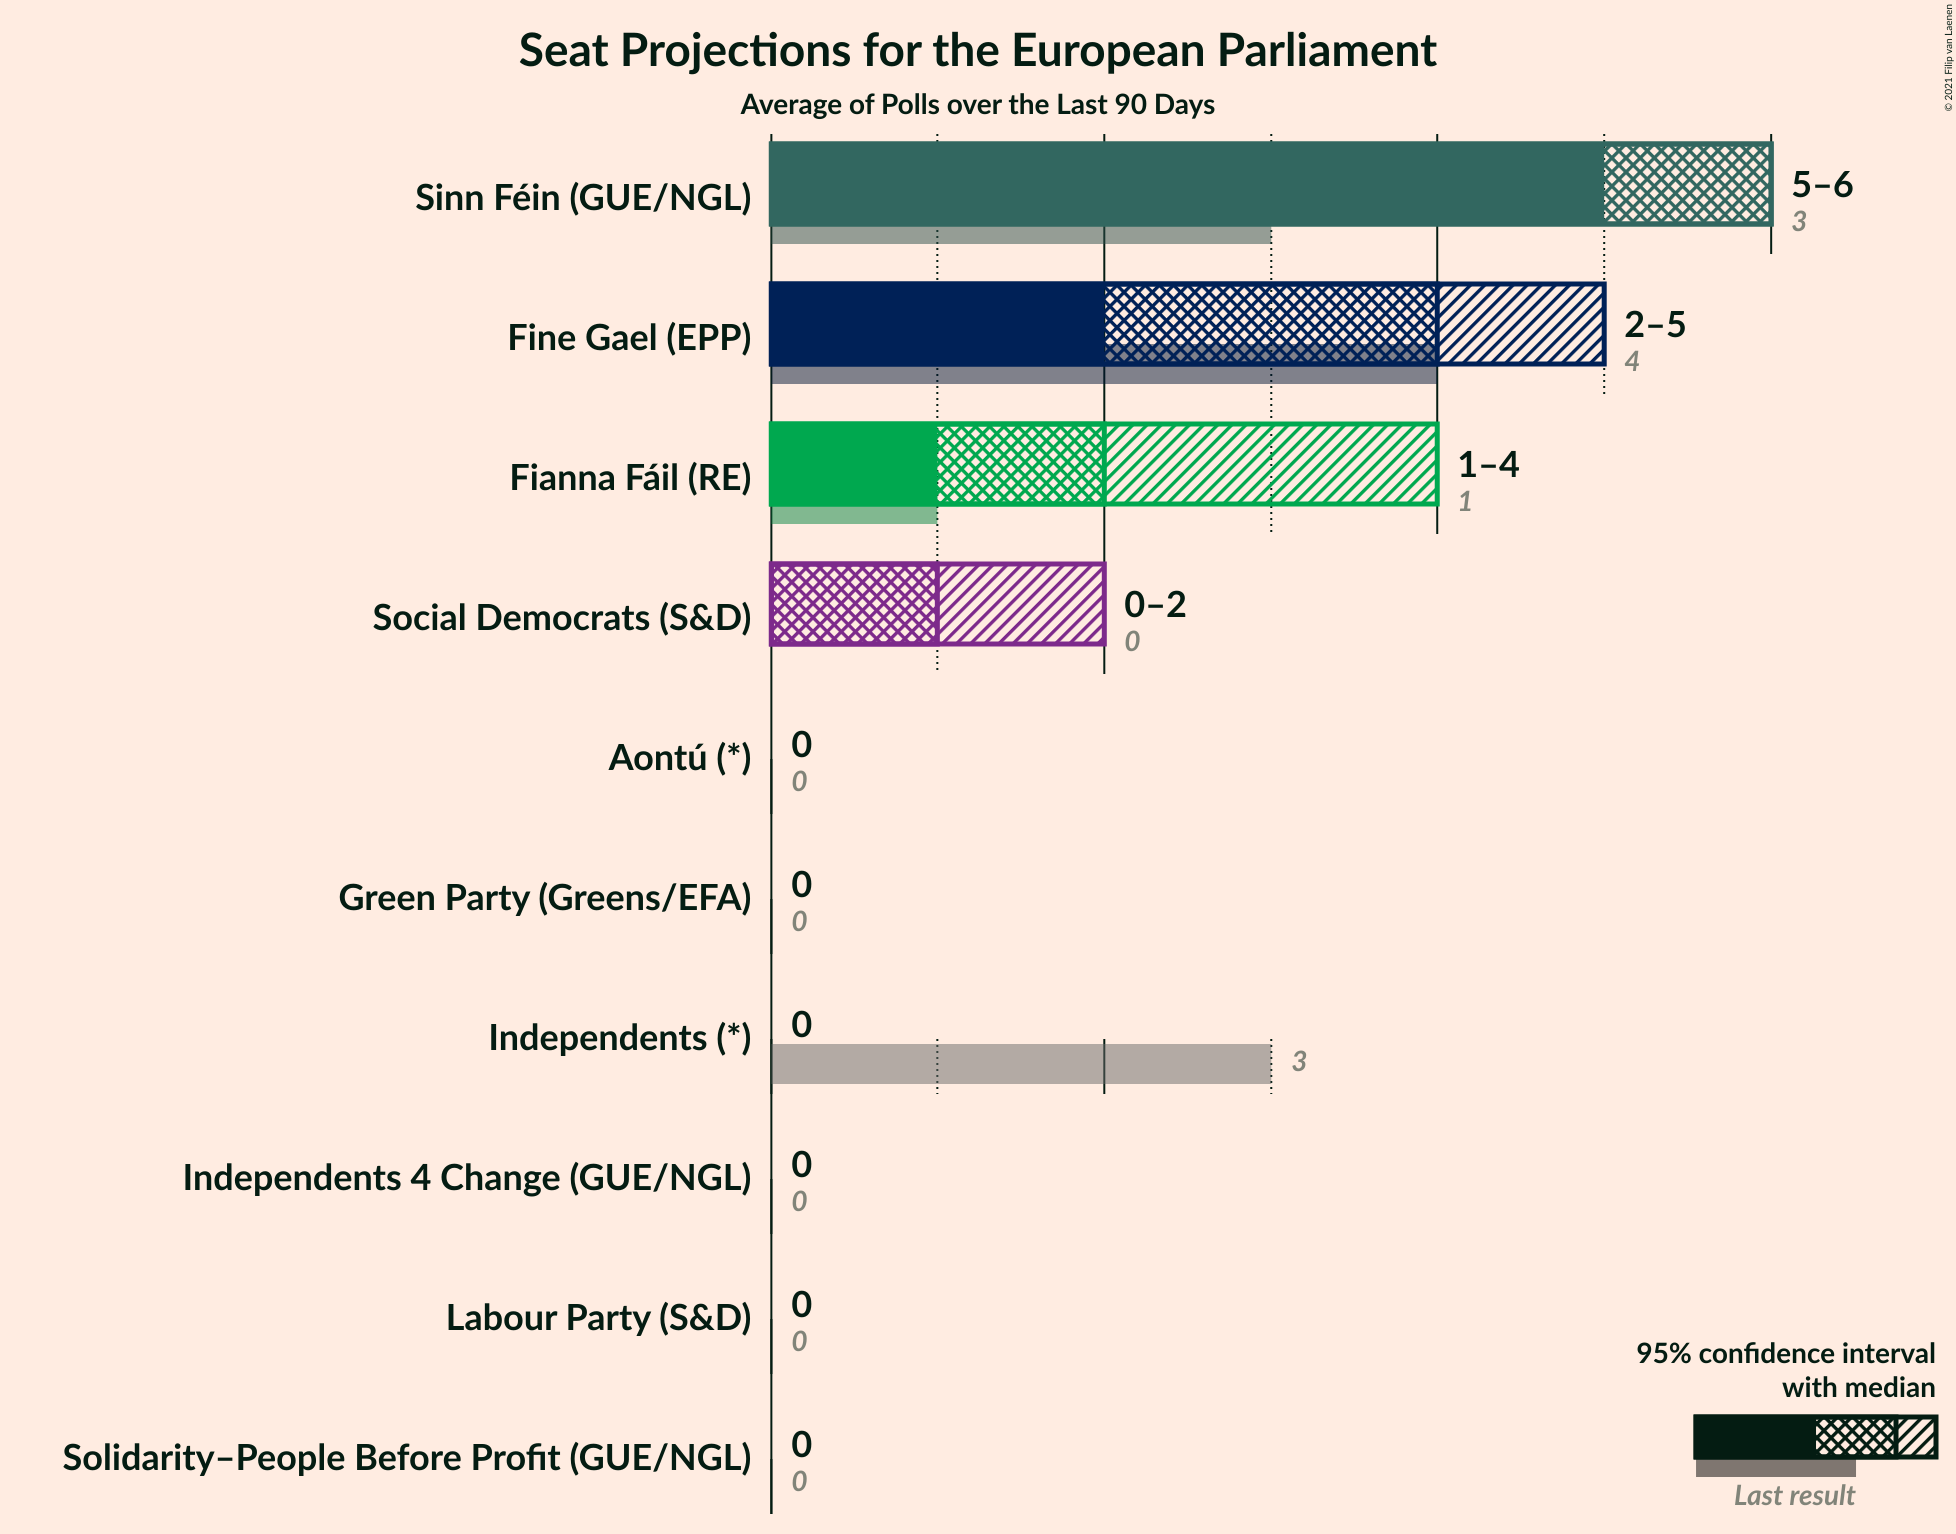 Seat Projections for the European Parliament
Average of Polls over the Last 90 Days
© 2021 Filip van Laenen
Sinn Féin (GUE/NGL)
5–6
3
Fine Gael (EPP)
2–5
4
Fianna Fáil (RE)
1–4
1
Social Democrats (S&D)
0–2
0
Aontú (*)
0
0
Green Party (Greens/EFA)
0
0
Independents (*)
0
3
Independents 4 Change (GUE/NGL)
0
0
Labour Party (S&D)
0
0
Solidarity–People Before Profit (GUE/NGL)
0
0
95% confidence interval
with median
Last result